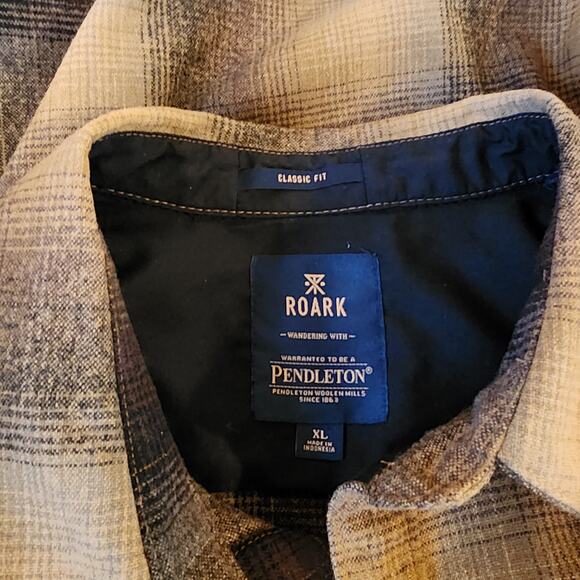 CLASSIC FIT
ROARK
- WANDERING WITH -
WARRANTED TO BE A
PENDLETON®
PENDLETON WOOLEN MILLS
SINCE 1863
XL
MADE IN
INDONESIA